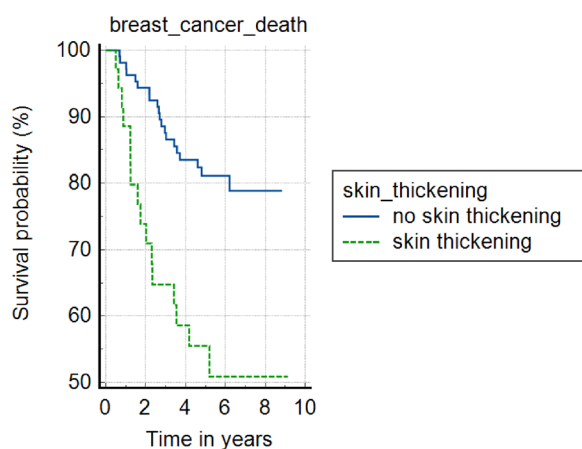 breast_cancer_death
Survival probability (%)
100
90
80
70
60
50
0 2 4 6 8 10
Time in years
skin_thickening
no skin thickening
skin thickening